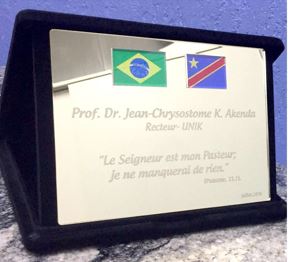 Prof. Dr. Jean-Chrysostome K. Akenda
Recteur- UNIK
"Le Seigneur est mon Pasteur;
Je ne manquerai de rien."